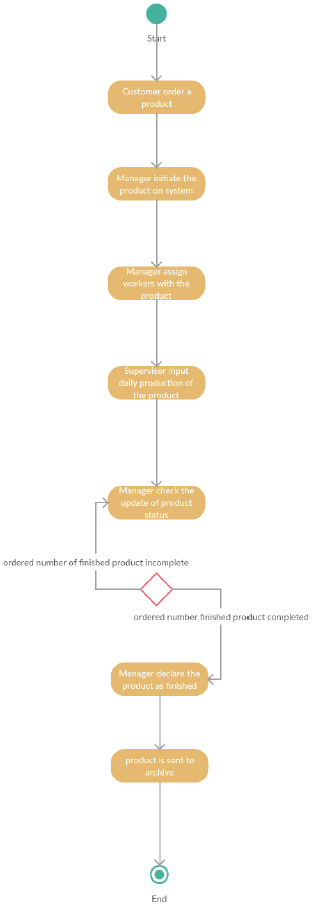 Start
Customer order a
product
Manager initiate the
product on system
Manager assign
workers with the
product
Supervisor input
daily production of
the product
Manager check the
update of product
status
ordered number of finished product incomplete
ordered number finished product completed
Manager declare the
product as finished
product is sent to
archive
End